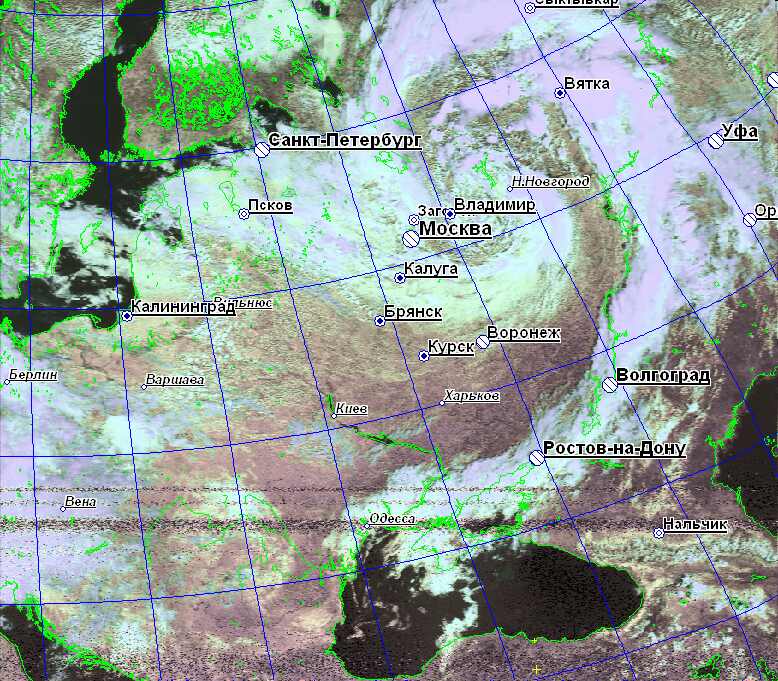 Сыктывкар
Вятка
Уфа
Санкт-Петербург
Н.Новгород
Псков
Владимир
Ор
Москва
Калуга
Калининград
Брянск
Воронеж
Курск
Берлин
Варшава
Волгоград
Харьков
Киев
Ростов-на-Дону
Вена
Одесса
Нальчик